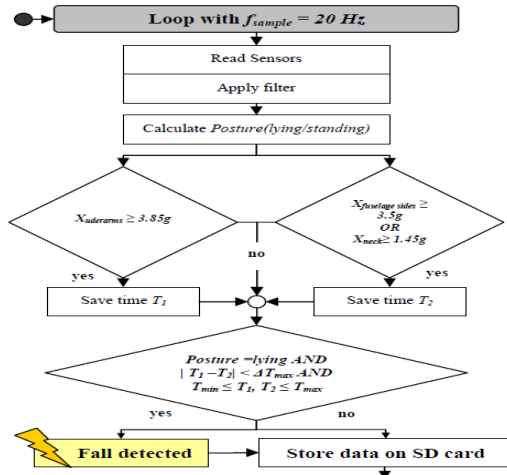 Loop with f_sample = 20 Hz
Read Sensors
Apply filter
Calculate Posture(lying/standing)
X_uderarms ≥ 3.85g
X_fuselage sides ≥
3.5g
OR
X_neck ≥ 1.45g
no
yes
yes
Save time T_1
Save time T_2
Posture =lying AND
| T_1 –T_2| < ΔT_max AND
T_min ≤ T_1, T_2 ≤ T_max
yes
no
Fall detected
Store data on SD card